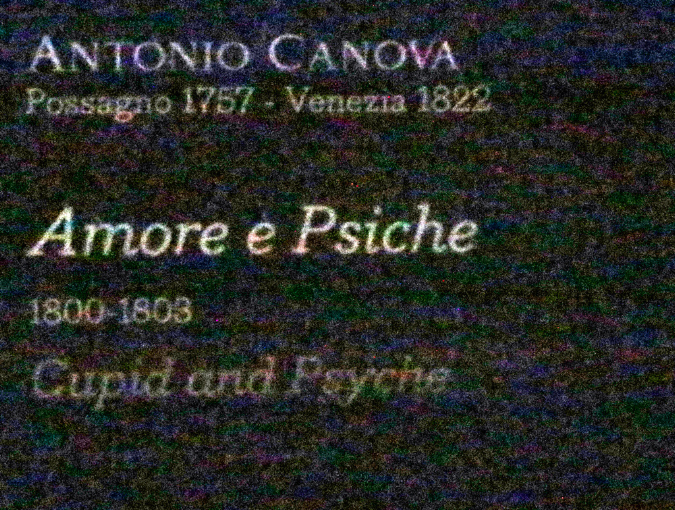 ANTONIO CANOVA
Possagno 1757 - Venezia 1822
Amore e Psiche
1800-1803
Cupid and Psyche